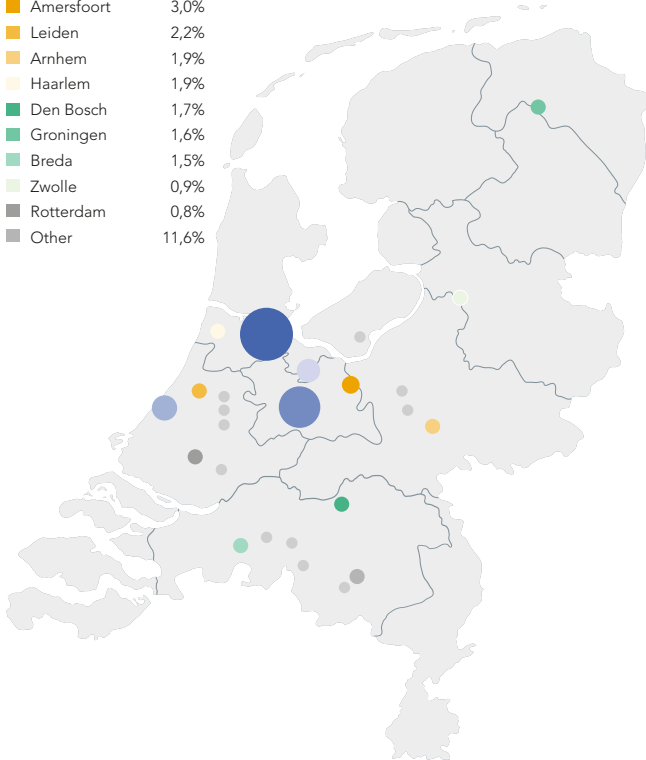 Amersfoort 3,0%
Leiden 2,2%
Arnhem 1,9%
Haarlem 1,9%
Den Bosch 1,7%
Groningen 1,6%
Breda 1,5%
Zwolle 0,9%
Rotterdam 0,8%
Other 11,6%